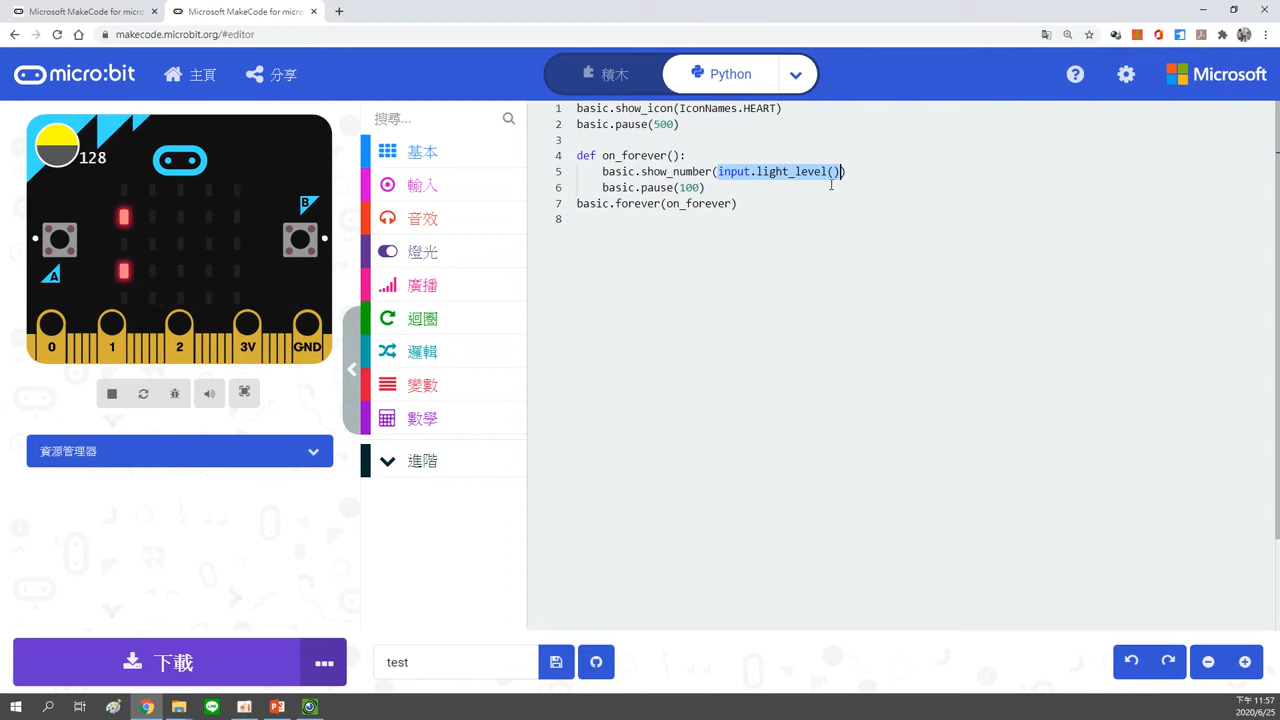 Microsoft MakeCode for micro
Microsoft MakeCode for micro
makecode.microbit.org/#editor
micro:bit
主頁
分享
積木
Python
Microsoft
128
B
A
0
1
2
3V
GND
資源管理器
搜尋...
基本
輸入
音效
燈光
廣播
迴圈
邏輯
變數
數學
進階
1 basic.show_icon(IconNames.HEART)
2 basic.pause(500)
3
4 def on_forever():
5 basic.show_number(input.light_level())
6 basic.pause(100)
7 basic.forever(on_forever)
8
下載
test
下午 11:57
2020/6/25